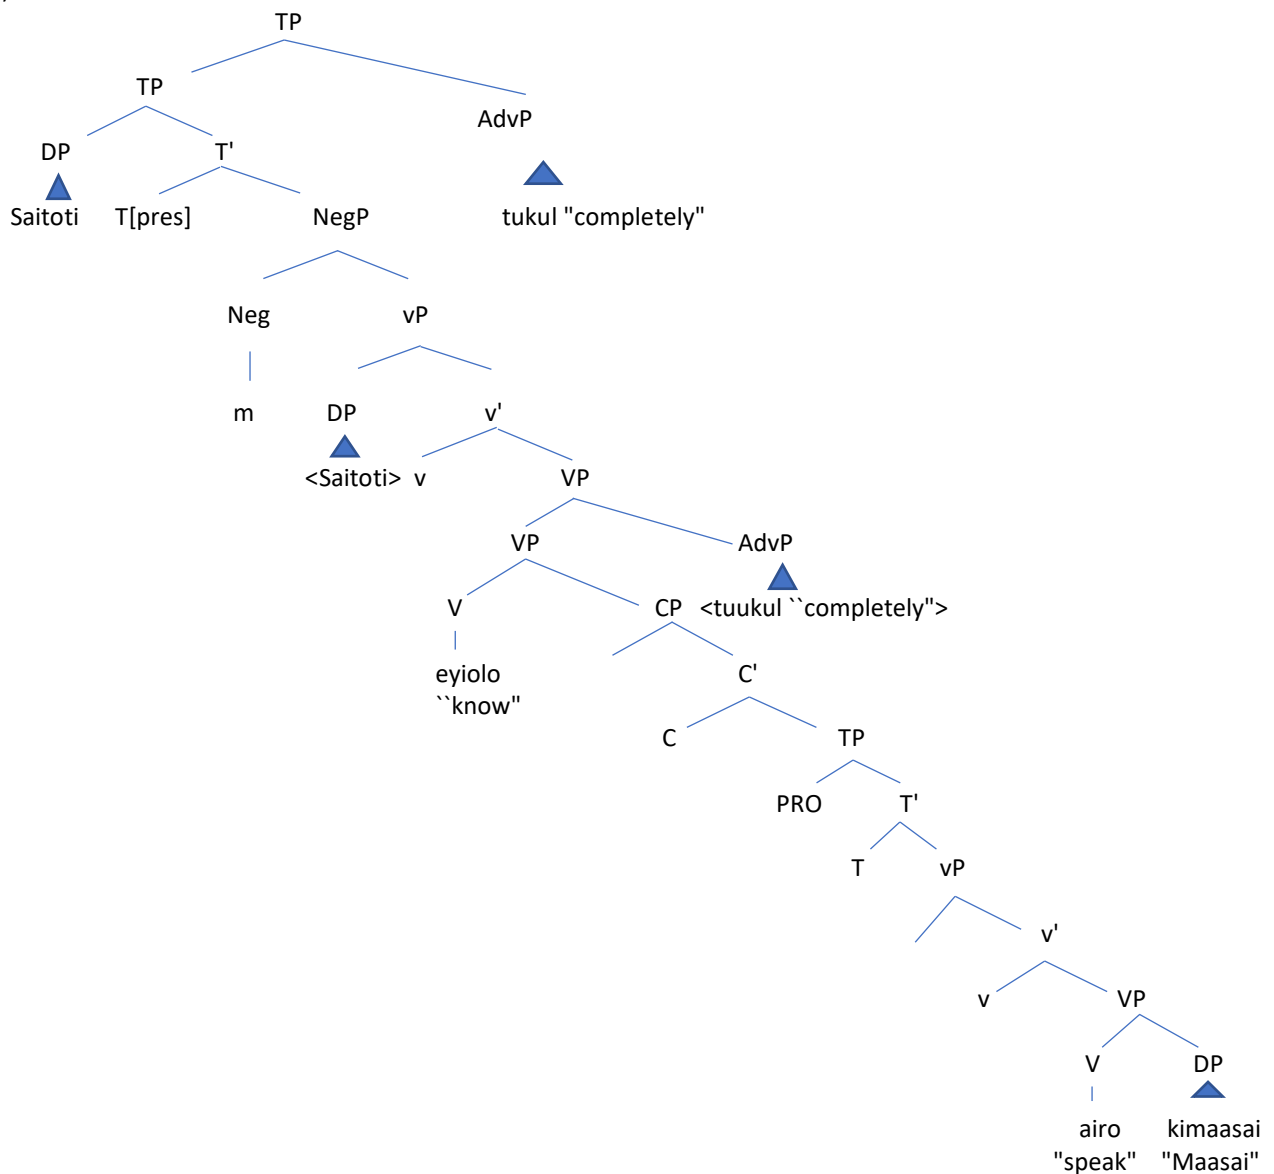 TP
TP
AdvP
DP T'
Saitoti T[pres] NegP tukul "completely"
Neg vP
m DP v'
<Saitoti> v VP
VP AdvP
V CP <tuukul ``completely">
eyiolo C'
``know"
C TP
PRO T'
T vP
v'
v VP
V DP
airo kimaasai
"speak" "Maasai"